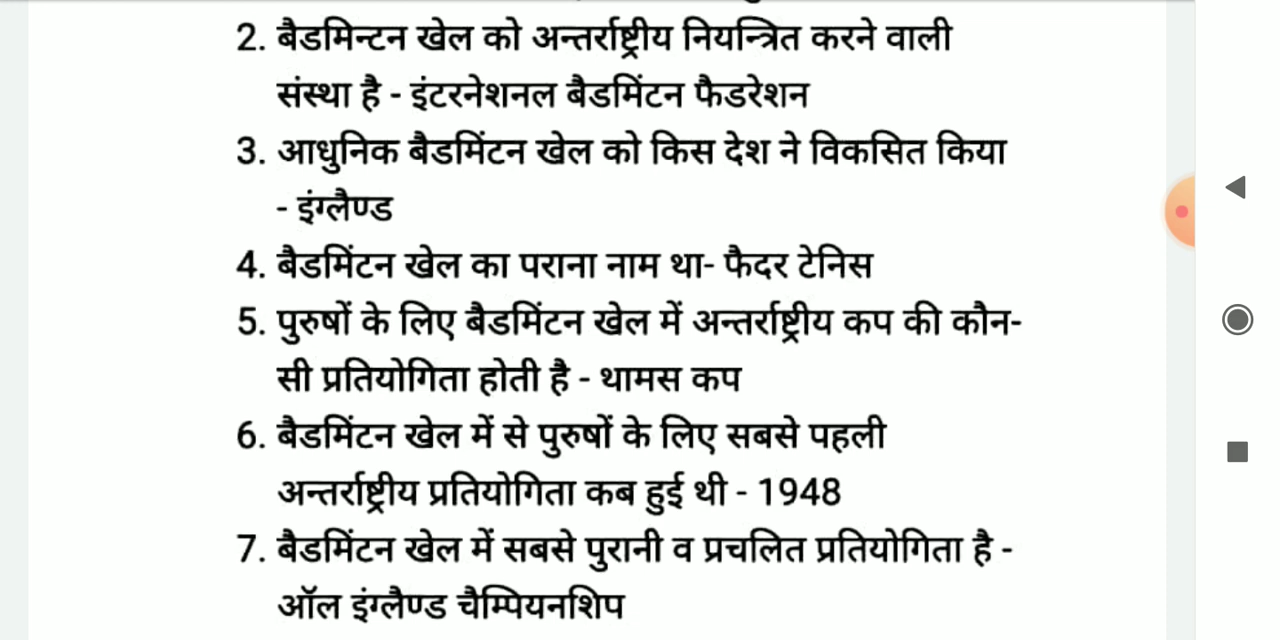 2. बैडमिन्टन खेल को अन्तर्राष्ट्रीय नियन्त्रित करने वाली
संस्था है - इंटरनेशनल बैडमिंटन फैडरेशन
3. आधुनिक बैडमिंटन खेल को किस देश ने विकसित किया
- इंग्लैण्ड
4. बैडमिंटन खेल का पराना नाम था- फैदर टेनिस
5. पुरुषों के लिए बैडमिंटन खेल में अन्तर्राष्ट्रीय कप की कौन-
सी प्रतियोगिता होती है - थामस कप
6. बैडमिंटन खेल में से पुरुषों के लिए सबसे पहली
अन्तर्राष्ट्रीय प्रतियोगिता कब हुई थी - 1948
7. बैडमिंटन खेल में सबसे पुरानी व प्रचलित प्रतियोगिता है -
ऑल इंग्लैण्ड चैम्पियनशिप